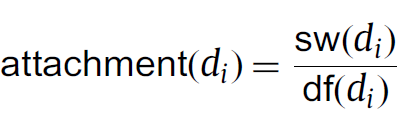 attachment(dᵢ) = sw(dᵢ) / df(dᵢ)